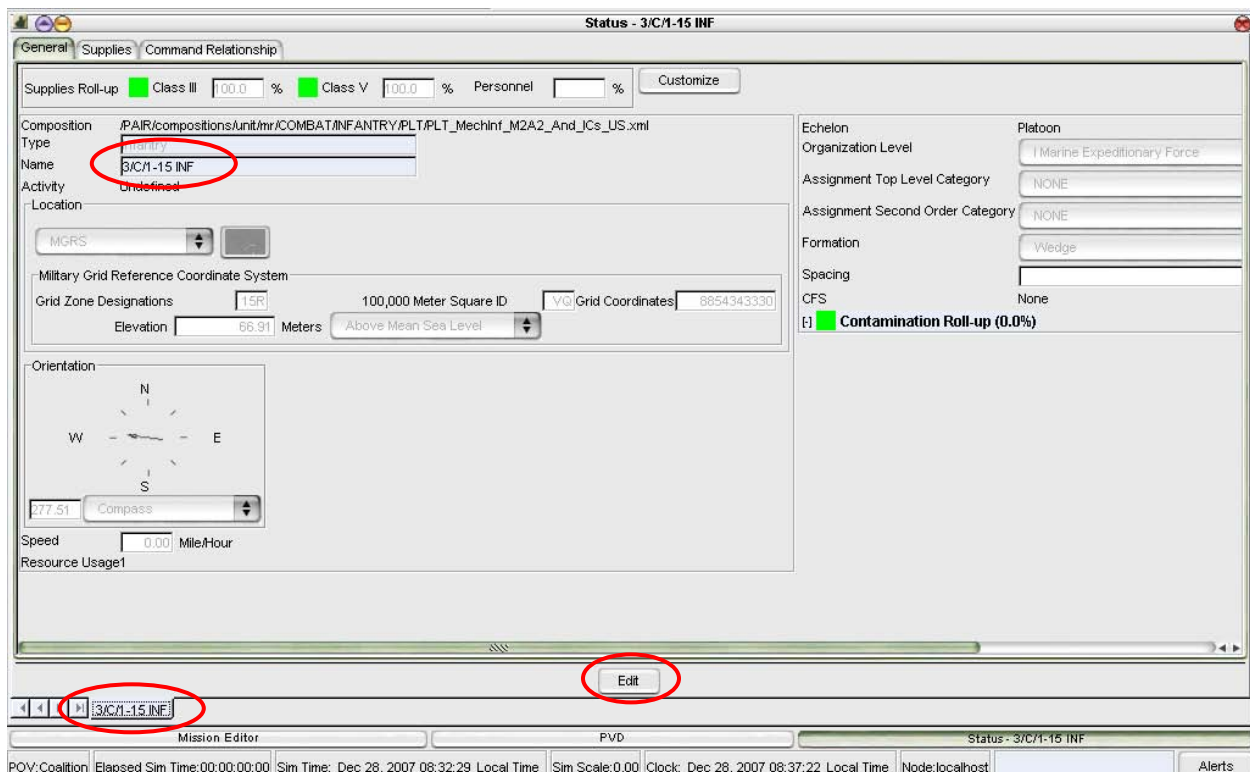 Status - 3/C/1-15 INF
General Supplies Command Relationship
Supplies Roll-up Class III 100.0 % Class V 100.0 % Personnel % Customize
Composition /PAIR/compositions/unit/mr/COMBAT/INFANTRY/PLT/PLT_MechInf_M2A2_And_ICs_US.xml
Type Infantry
Name 3/C/1-15 INF
Activity Undefined
Location
MGRS
Military Grid Reference Coordinate System
Grid Zone Designations 15R 100,000 Meter Square ID VQ Grid Coordinates 8854343330
Elevation 66.91 Meters Above Mean Sea Level
Orientation
N
W E
S
277.51 Compass
Speed 0.00 Mile/Hour
Resource Usage1
Echelon Platoon
Organization Level I Marine Expeditionary Force
Assignment Top Level Category NONE
Assignment Second Order Category NONE
Formation Wedge
Spacing
CFS None
[-] Contamination Roll-up (0.0%)
Edit
3/C/1-15 INF
Mission Editor PVD Status - 3/C/1-15 INF
POV:Coalition Elapsed Sim Time:00:00:00:00 Sim Time: Dec 28, 2007 08:32:29 Local Time Sim Scale:0.00 Clock: Dec 28, 2007 08:37:22 Local Time Node:localhost Alerts